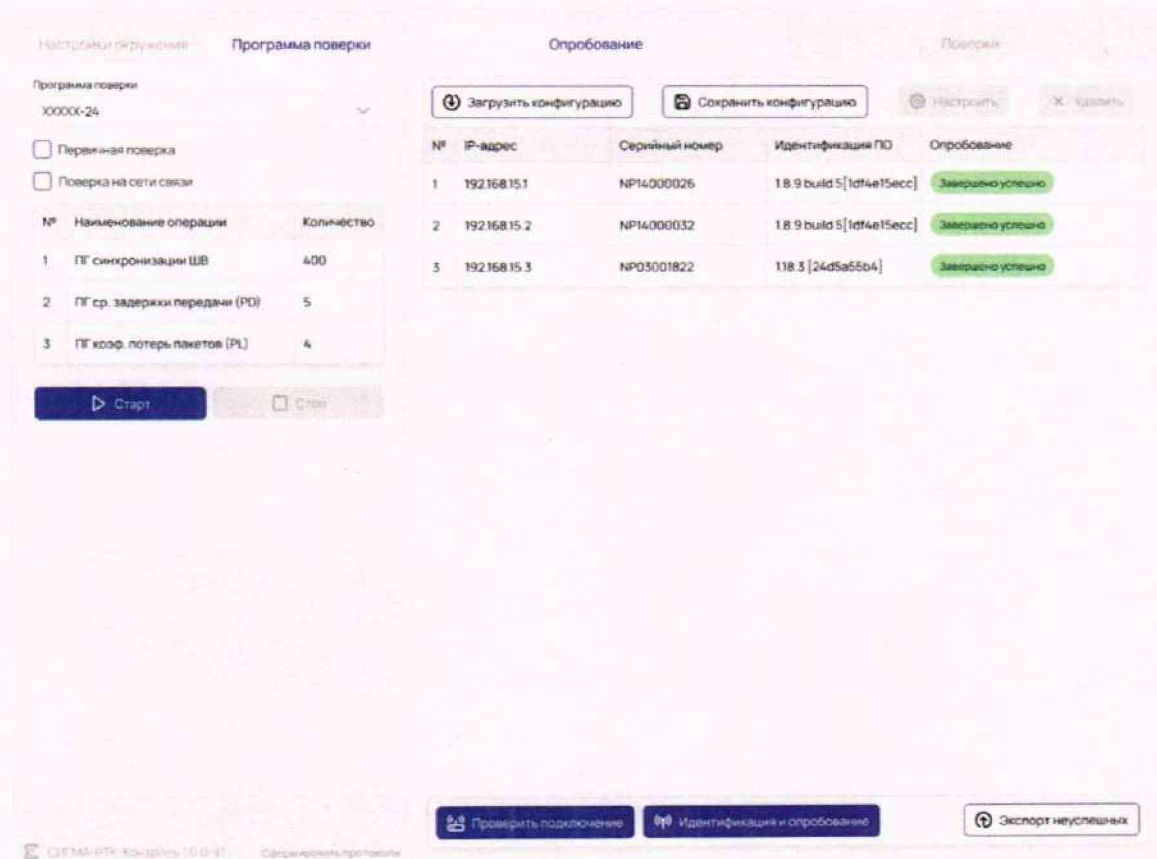 Настройки окружения Программа поверки Опробование Поверка
Программа поверки
XXXXX-24
Первичная поверка
Поверка на сети связи
№ Наименование операции Количество
1 ПГ синхронизации ШВ 400
2 ПГ ср. задержки передачи (PD) 5
3 ПГ коэф. потерь пакетов (PL) 4
Старт Стоп
Загрузить конфигурацию Сохранить конфигурацию Настроить Удалить
№ IP-адрес Серийный номер Идентификация ПО Опробование
1 192.168.15.1 NP14000026 1.8.9 build 5[1df4e15ecc] Завершено успешно
2 192.168.15.2 NP14000032 1.8.9 build 5[1df4e15ecc] Завершено успешно
3 192.168.15.3 NP03001822 1.18.3 [24d5a55b4] Завершено успешно
Проверить подключение Идентификация и опробование Экспорт неуспешных
Сформировать протоколы